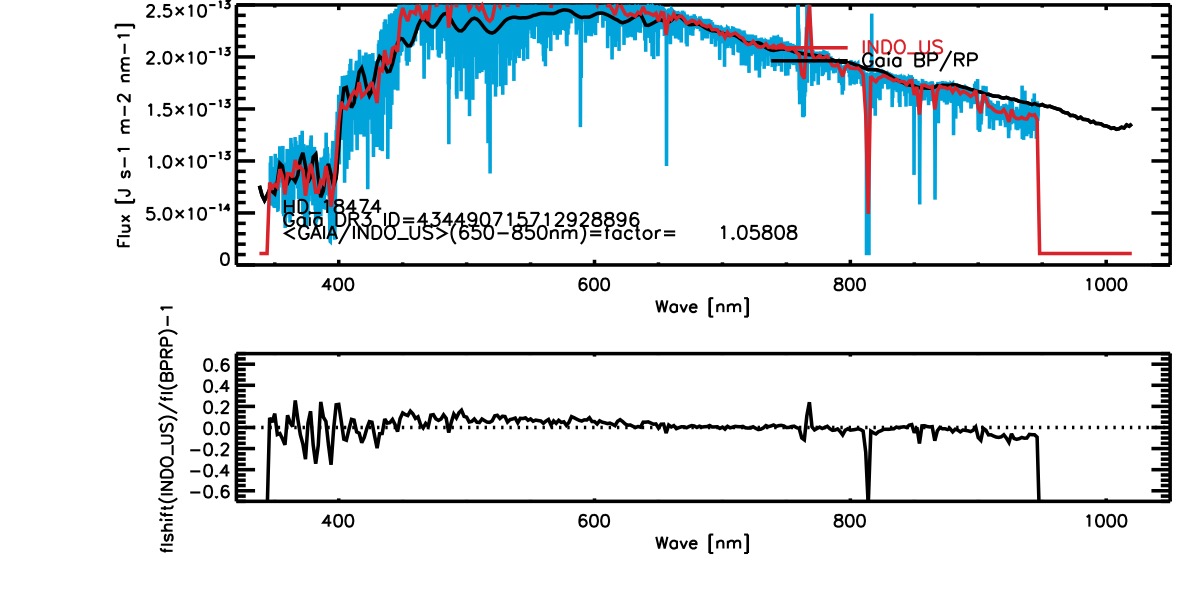 2.5×10−13
2.0×10−13
1.5×10−13
1.0×10−13
5.0×10−14
0
Flux [J s−1 m−2 nm−1]
INDO_US
Gaia BP/RP
HD_18474
Gaia DR3 ID=434490715712928896
<GAIA/INDO_US>(650−850nm)=factor= 1.05808
400 600 800 1000
Wave [nm]
flshift(INDO_US)/fl(BPRP)−1
0.6
0.4
0.2
0.0
−0.2
−0.4
−0.6
400 600 800 1000
Wave [nm]